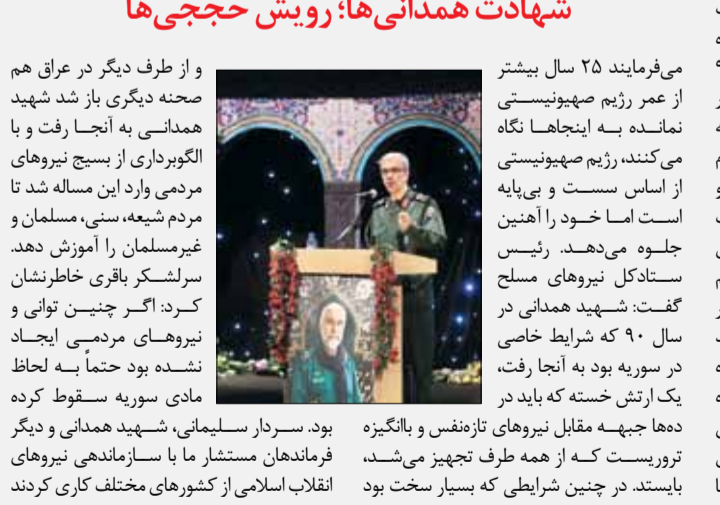 شهادت همدانی‌ها؛ رویش حججی‌ها
می‌فرمایند ۲۵ سال بیشتر
از عمر رژیم صهیونیستی
نمانده به اینجاها نگاه
می‌کنند، رژیم صهیونیستی
از اساس سست و بی‌پایه
است اما خود را آهنین
جلوه می‌دهد. رئیس
ستادکل نیروهای مسلح
گفت: شهید همدانی در
سال ۹۰ که شرایط خاصی
در سوریه بود به آنجا رفت،
یک ارتش خسته که باید در
ده‌ها جبهه مقابل نیروهای تازه‌نفس و باانگیزه
تروریست که از همه طرف تجهیز می‌شد،
بایستد. در چنین شرایطی که بسیار سخت بود
و از طرف دیگر در عراق هم
صحنه دیگری باز شد شهید
همدانی به آنجا رفت و با
الگوبرداری از بسیج نیروهای
مردمی وارد این مساله شد تا
مردم شیعه، سنی، مسلمان و
غیرمسلمان را آموزش دهد.
سرلشکر باقری خاطرنشان
کرد: اگر چنین توانی و
نیروهای مردمی ایجاد
نشده بود حتماً به لحاظ
مادی سوریه سقوط کرده
بود. سردار سلیمانی، شهید همدانی و دیگر
فرماندهان مستشار ما با سازماندهی نیروهای
انقلاب اسلامی از کشورهای مختلف کاری کردند